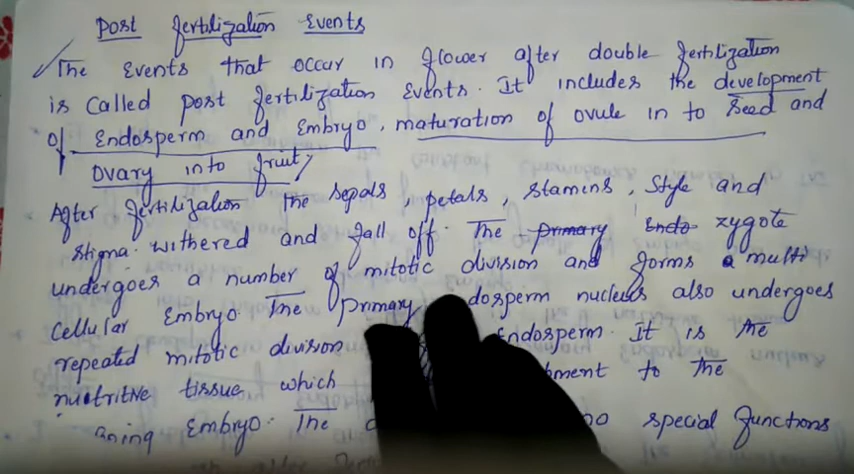 Post fertilization Events
The Events that occur in flower after double fertilization
is called post fertilization Events. It includes the development
of Endosperm and Embryo, maturation of ovule in to seed and
ovary into fruit,
After fertilization the sepals, petals, stamens, style and
stigma withered and fall off. The primary Endo zygote
undergoes a number of mitotic division and forms a multi
cellular Embryo. The primary dosperm nucleus also undergoes
repeated mitotic division Endosperm. It is the
nutritive tissue which pment to the
Embryo. The no special functions